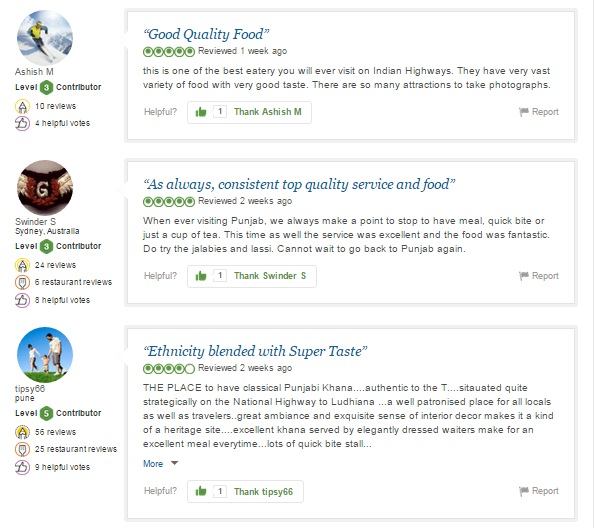 Ashish M
Level 3 Contributor
10 reviews
4 helpful votes
“Good Quality Food”
Reviewed 1 week ago
this is one of the best eatery you will ever visit on Indian Highways. They have very vast
variety of food with very good taste. There are so many attractions to take photographs.
Helpful? 1 Thank Ashish M Report
G
Swinder S
Sydney, Australia
Level 3 Contributor
24 reviews
6 restaurant reviews
8 helpful votes
“As always, consistent top quality service and food”
Reviewed 2 weeks ago
When ever visiting Punjab, we always make a point to stop to have meal, quick bite or
just a cup of tea. This time as well the service was excellent and the food was fantastic.
Do try the jalabies and lassi. Cannot wait to go back to Punjab again.
Helpful? 1 Thank Swinder S Report
tipsy66
pune
Level 5 Contributor
56 reviews
25 restaurant reviews
9 helpful votes
“Ethnicity blended with Super Taste”
Reviewed 2 weeks ago
THE PLACE to have classical Punjabi Khana....authentic to the T....sitauated quite
strategically on the National Highway to Ludhiana ...a well patronised place for all locals
as well as travelers..great ambiance and exquisite sense of interior decor makes it a kind
of a heritage site....excellent khana served by elegantly dressed waiters make for an
excellent meal everytime...lots of quick bite stall...
More
Helpful? 1 Thank tipsy66 Report